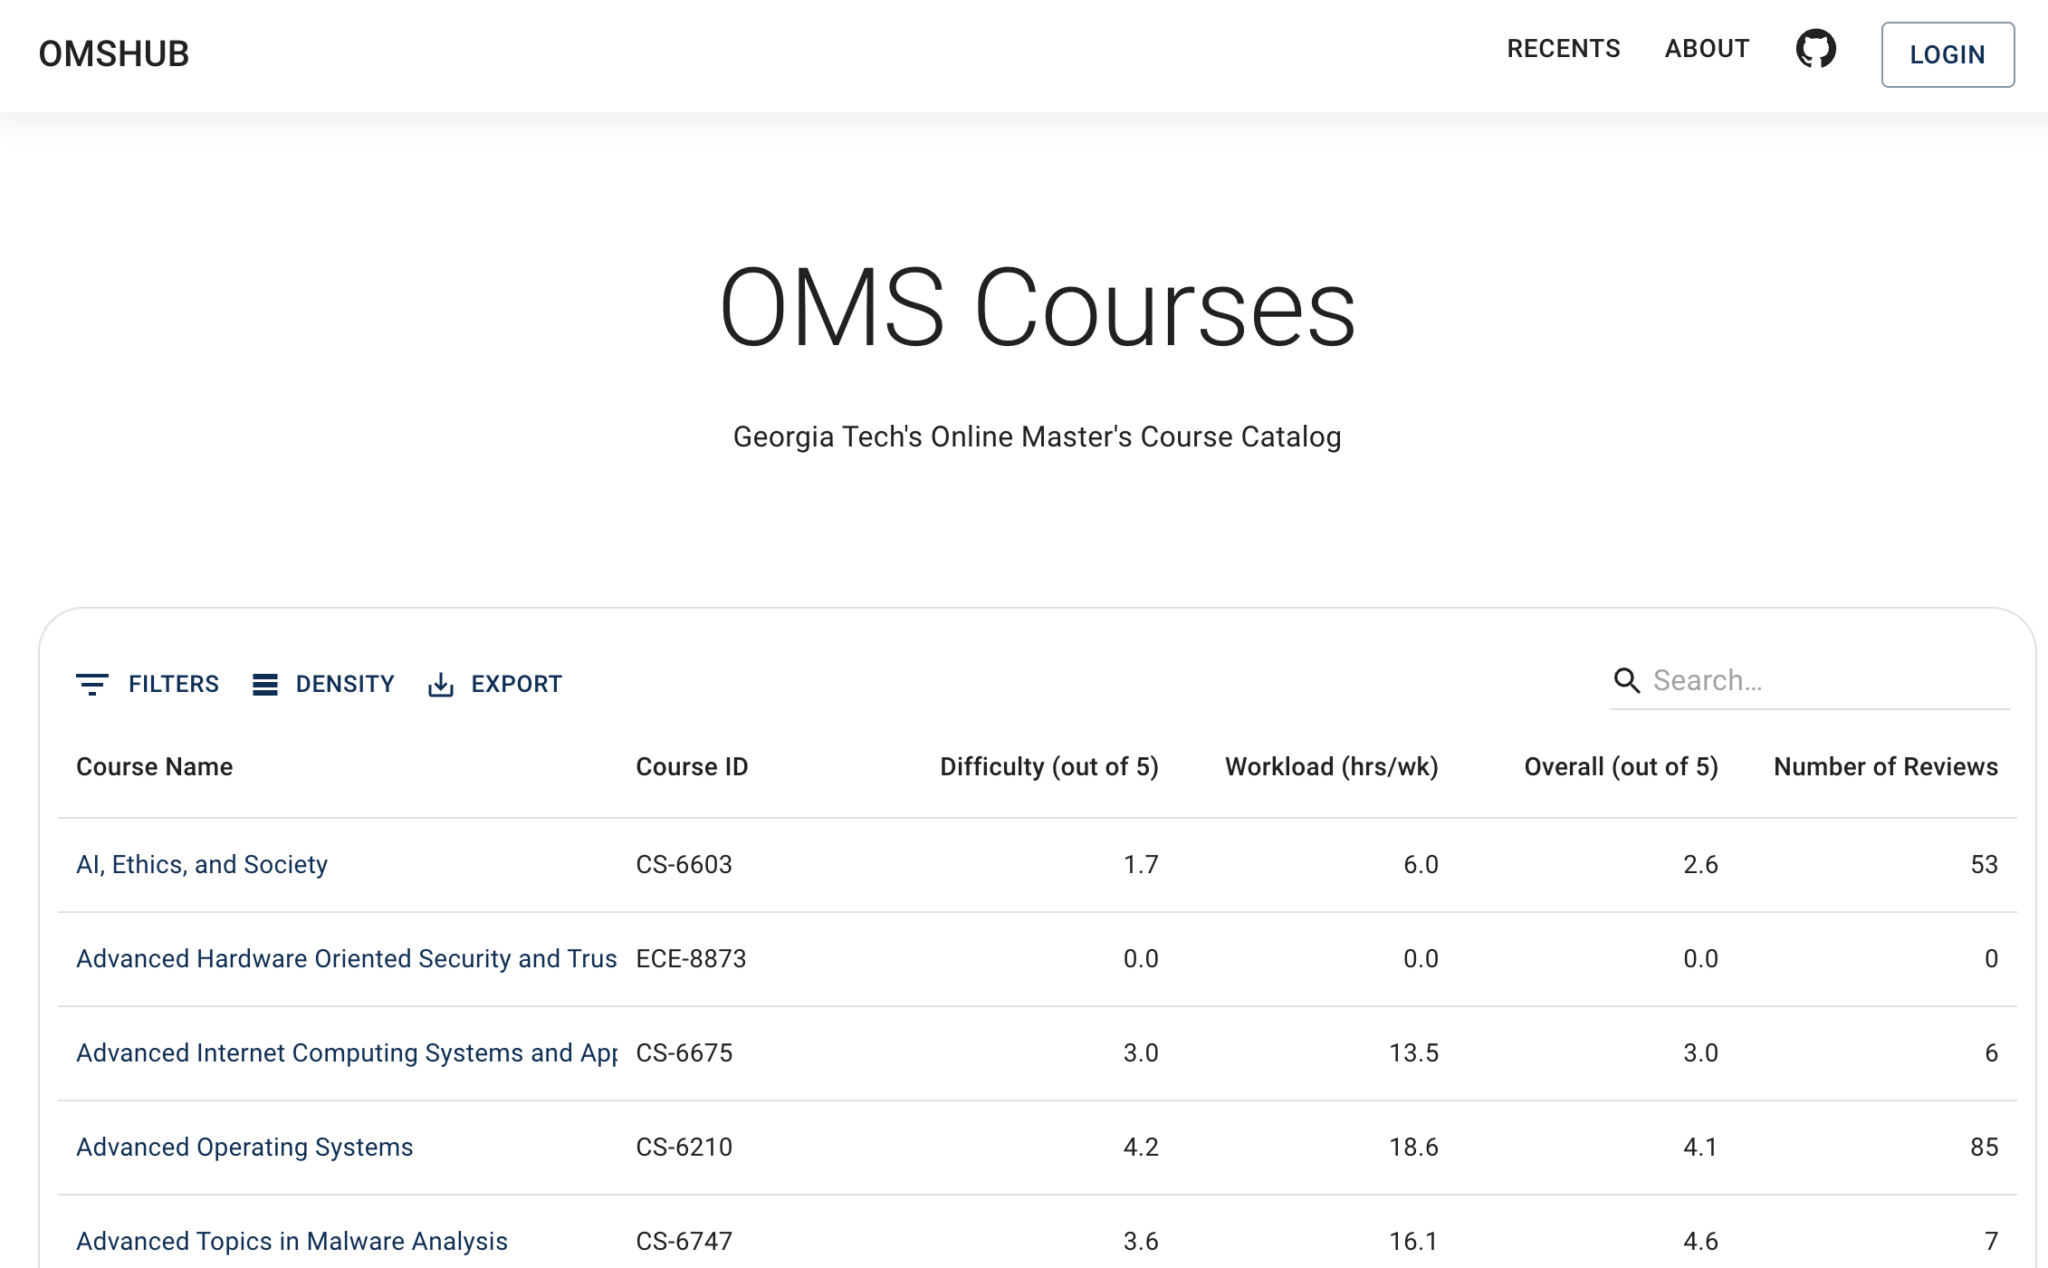 OMSHUB RECENTS ABOUT LOGIN
OMS Courses
Georgia Tech's Online Master's Course Catalog
FILTERS DENSITY EXPORT Search...
Course Name Course ID Difficulty (out of 5) Workload (hrs/wk) Overall (out of 5) Number of Reviews
AI, Ethics, and Society CS-6603 1.7 6.0 2.6 53
Advanced Hardware Oriented Security and Trus ECE-8873 0.0 0.0 0.0 0
Advanced Internet Computing Systems and App CS-6675 3.0 13.5 3.0 6
Advanced Operating Systems CS-6210 4.2 18.6 4.1 85
Advanced Topics in Malware Analysis CS-6747 3.6 16.1 4.6 7